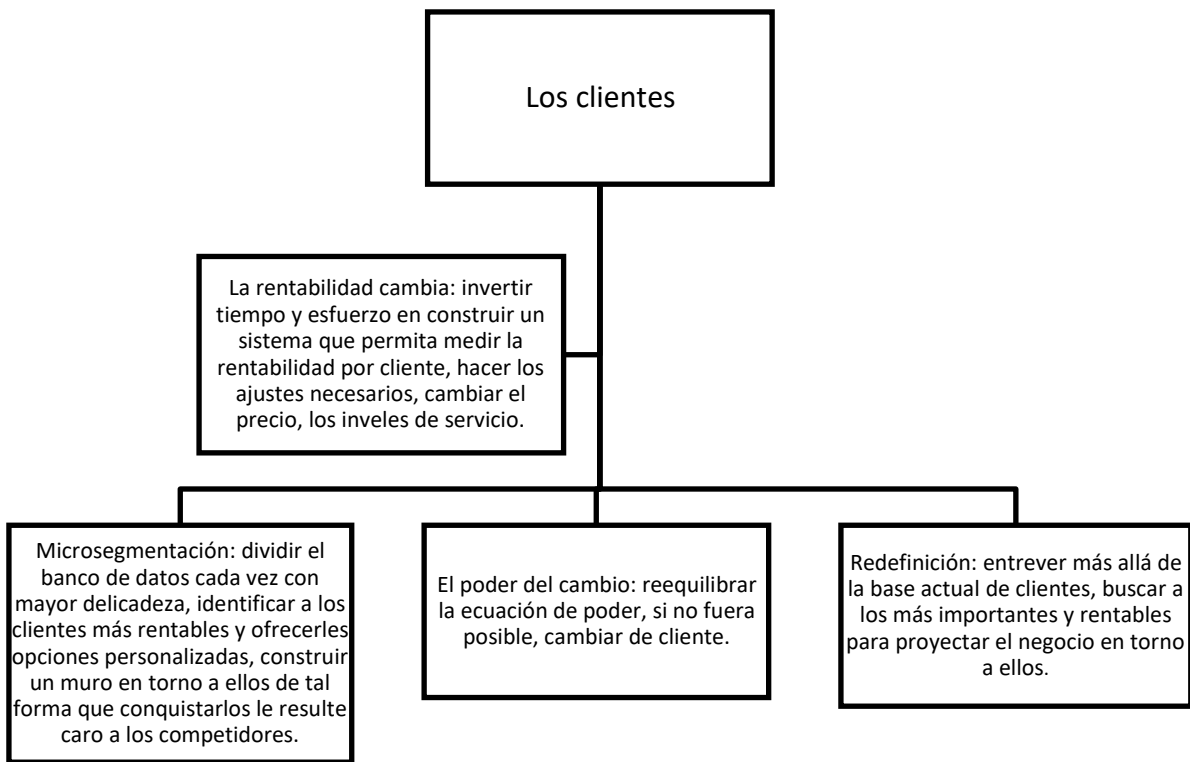 Los clientes
La rentabilidad cambia: invertir
tiempo y esfuerzo en construir un
sistema que permita medir la
rentabilidad por cliente, hacer los
ajustes necesarios, cambiar el
precio, los inveles de servicio.
Microsegmentación: dividir el
banco de datos cada vez con
mayor delicadeza, identificar a los
clientes más rentables y ofrecerles
opciones personalizadas, construir
un muro en torno a ellos de tal
forma que conquistarlos le resulte
caro a los competidores.
El poder del cambio: reequilibrar
la ecuación de poder, si no fuera
posible, cambiar de cliente.
Redefinición: entrever más allá de
la base actual de clientes, buscar a
los más importantes y rentables
para proyectar el negocio en torno
a ellos.